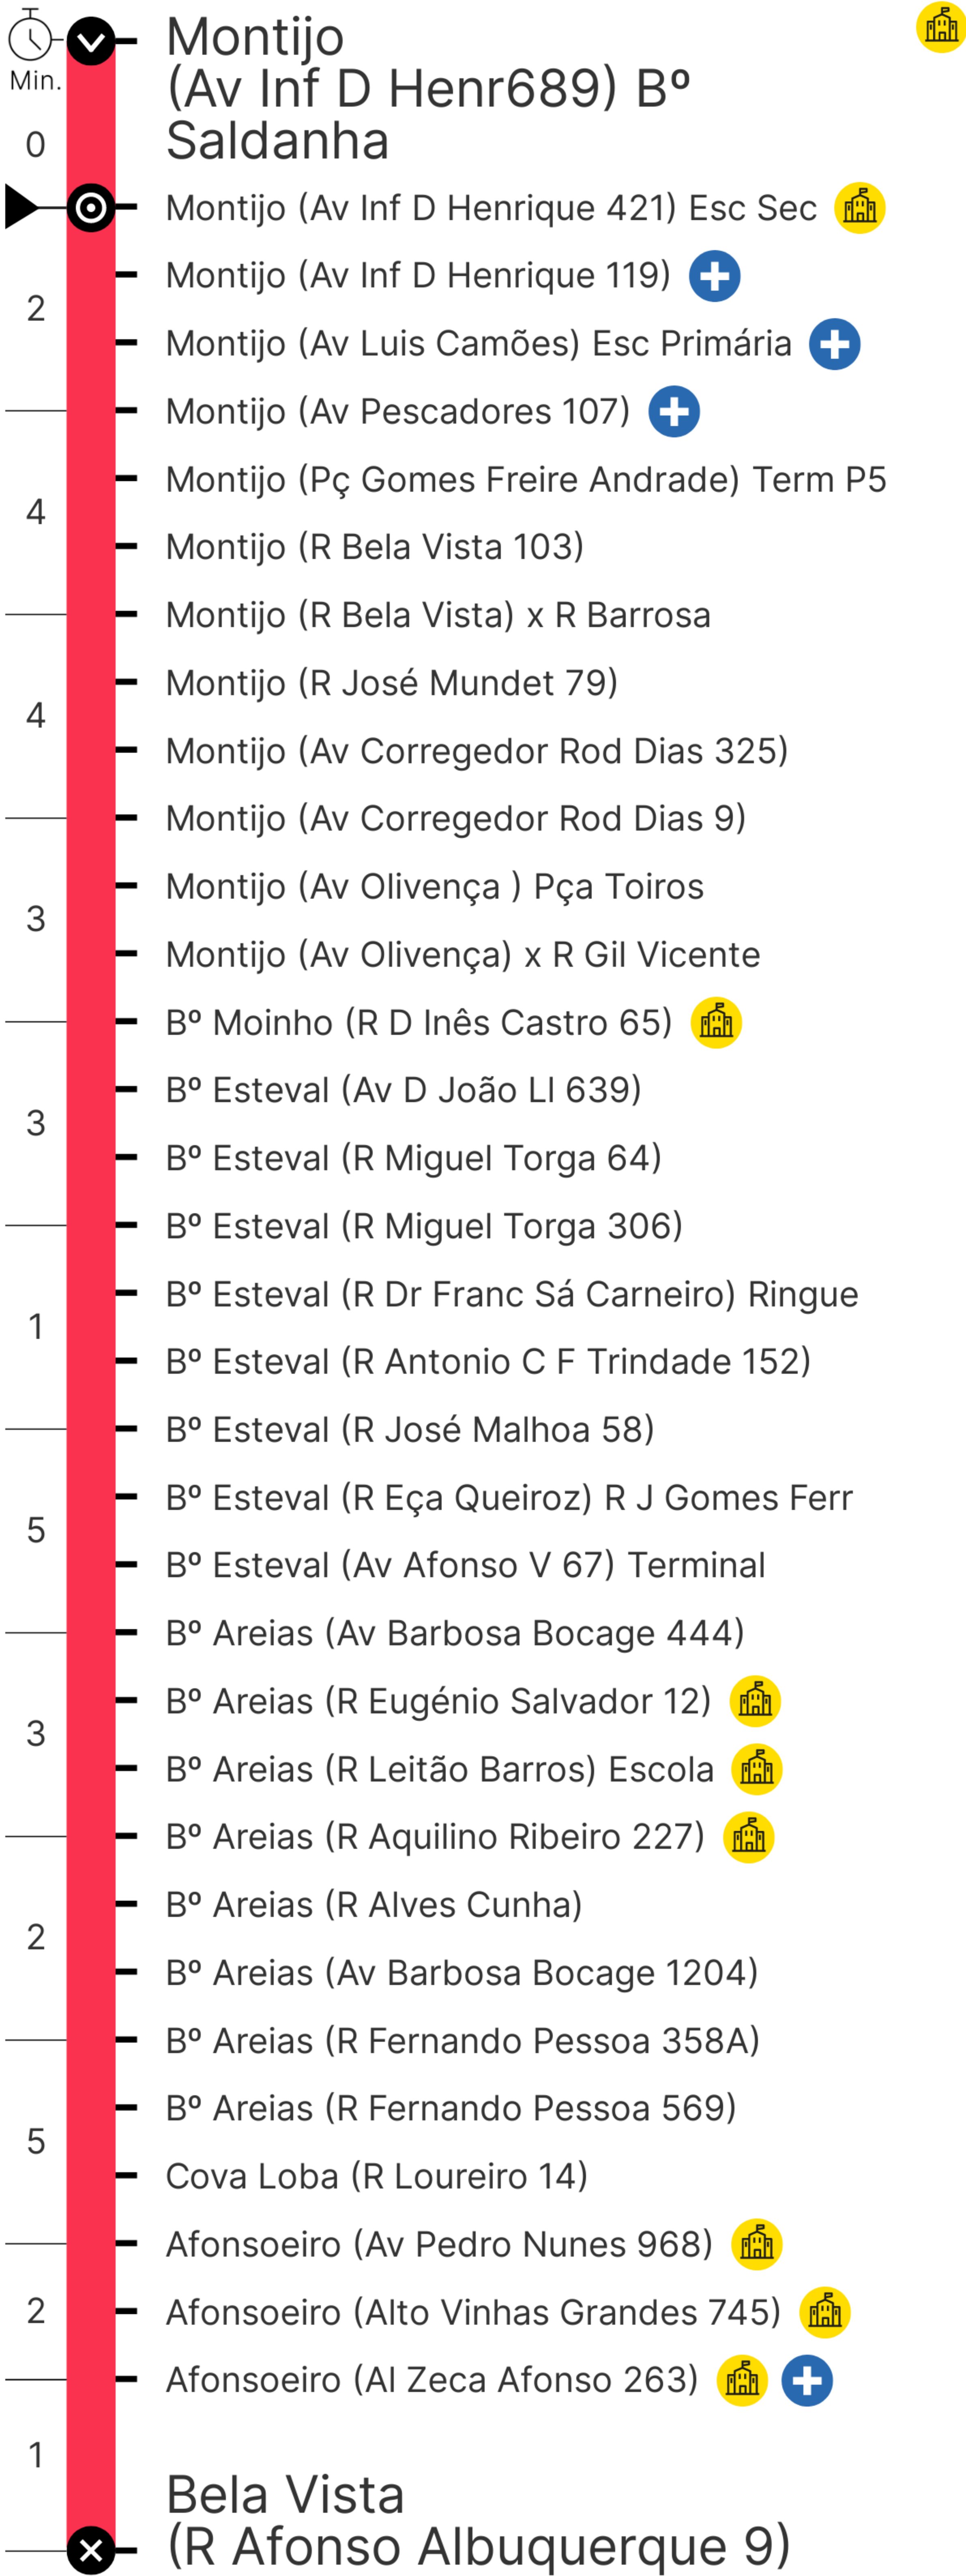 Montijo
Min.
(Av Inf D Henr689) Bº
0
Saldanha
Montijo (Av Inf D Henrique 421) Esc Sec
Montijo (Av Inf D Henrique 119)
2
Montijo (Av Luis Camões) Esc Primária
Montijo (Av Pescadores 107)
Montijo (Pç Gomes Freire Andrade) Term P5
4
Montijo (R Bela Vista 103)
Montijo (R Bela Vista) x R Barrosa
Montijo (R José Mundet 79)
4
Montijo (Av Corregedor Rod Dias 325)
Montijo (Av Corregedor Rod Dias 9)
Montijo (Av Olivença ) Pça Toiros
3
Montijo (Av Olivença) x R Gil Vicente
Bº Moinho (R D Inês Castro 65)
Bº Esteval (Av D João LI 639)
3
Bº Esteval (R Miguel Torga 64)
Bº Esteval (R Miguel Torga 306)
Bº Esteval (R Dr Franc Sá Carneiro) Ringue
1
Bº Esteval (R Antonio C F Trindade 152)
Bº Esteval (R José Malhoa 58)
Bº Esteval (R Eça Queiroz) R J Gomes Ferr
5
Bº Esteval (Av Afonso V 67) Terminal
Bº Areias (Av Barbosa Bocage 444)
Bº Areias (R Eugénio Salvador 12)
3
Bº Areias (R Leitão Barros) Escola
Bº Areias (R Aquilino Ribeiro 227)
Bº Areias (R Alves Cunha)
2
Bº Areias (Av Barbosa Bocage 1204)
Bº Areias (R Fernando Pessoa 358A)
Bº Areias (R Fernando Pessoa 569)
5
Cova Loba (R Loureiro 14)
Afonsoeiro (Av Pedro Nunes 968)
2
Afonsoeiro (Alto Vinhas Grandes 745)
Afonsoeiro (Al Zeca Afonso 263)
1
Bela Vista
(R Afonso Albuquerque 9)